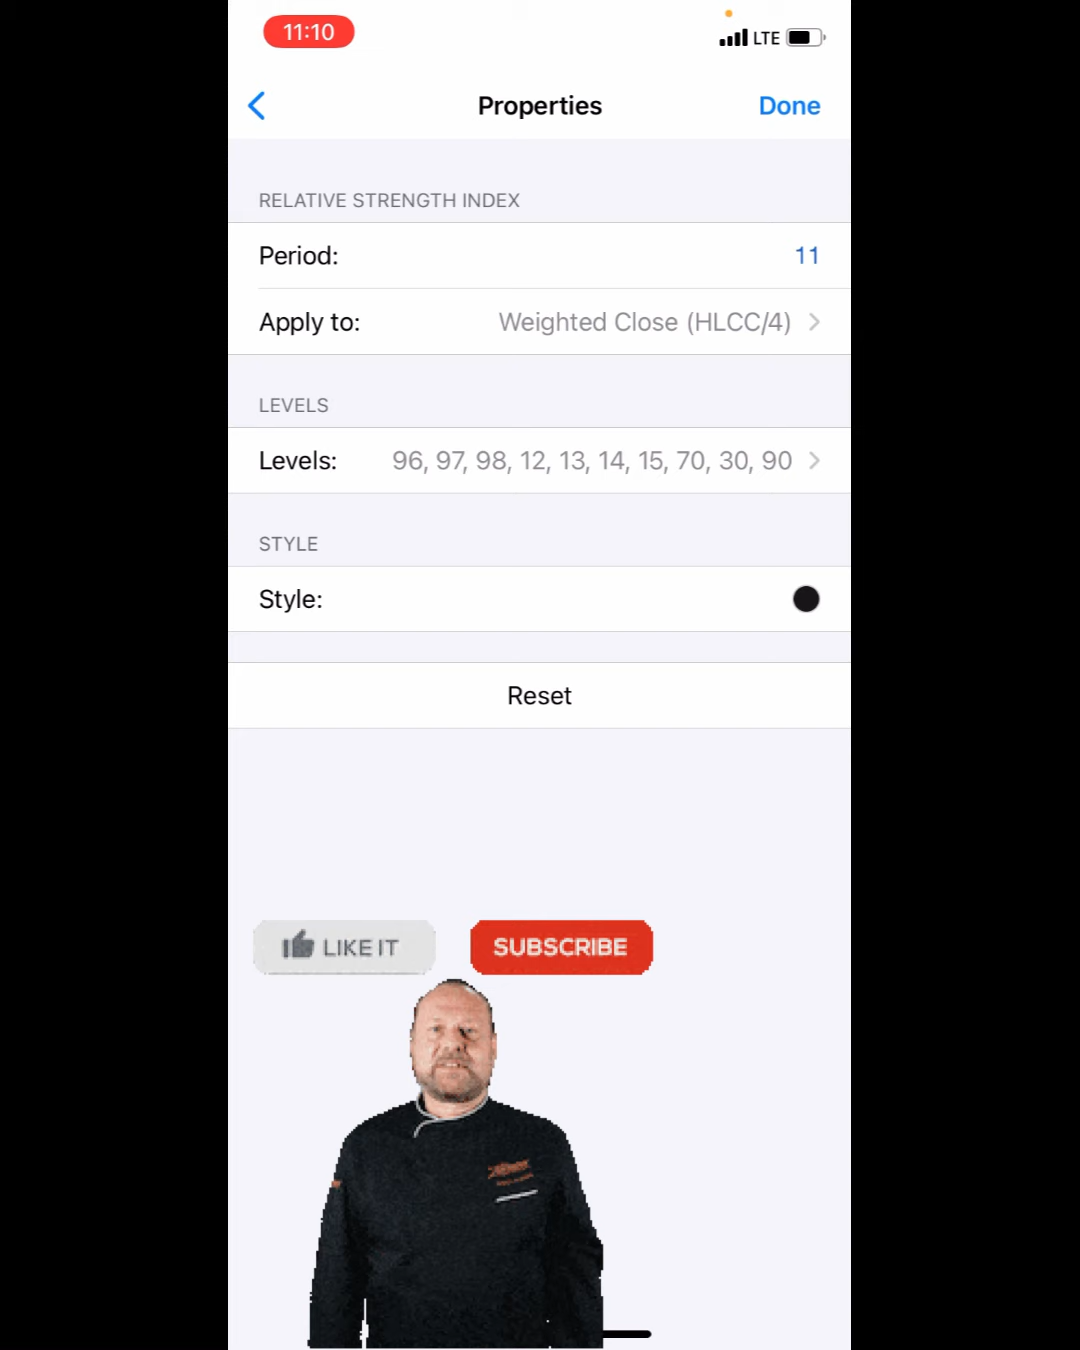 11:10
LTE
Properties
Done
RELATIVE STRENGTH INDEX
Period: 11
Apply to: Weighted Close (HLCC/4)
LEVELS
Levels: 96, 97, 98, 12, 13, 14, 15, 70, 30, 90
STYLE
Style:
Reset
LIKE IT
SUBSCRIBE